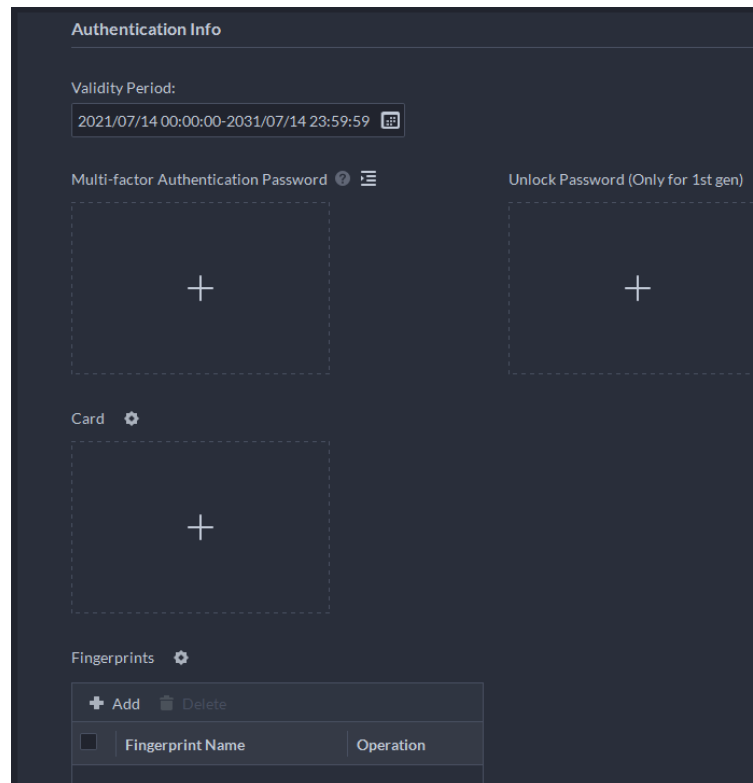 Authentication Info
Validity Period:
2021/07/14 00:00:00-2031/07/14 23:59:59
Multi-factor Authentication Password
Unlock Password (Only for 1st gen)
Card
Fingerprints
Add Delete
Fingerprint Name Operation